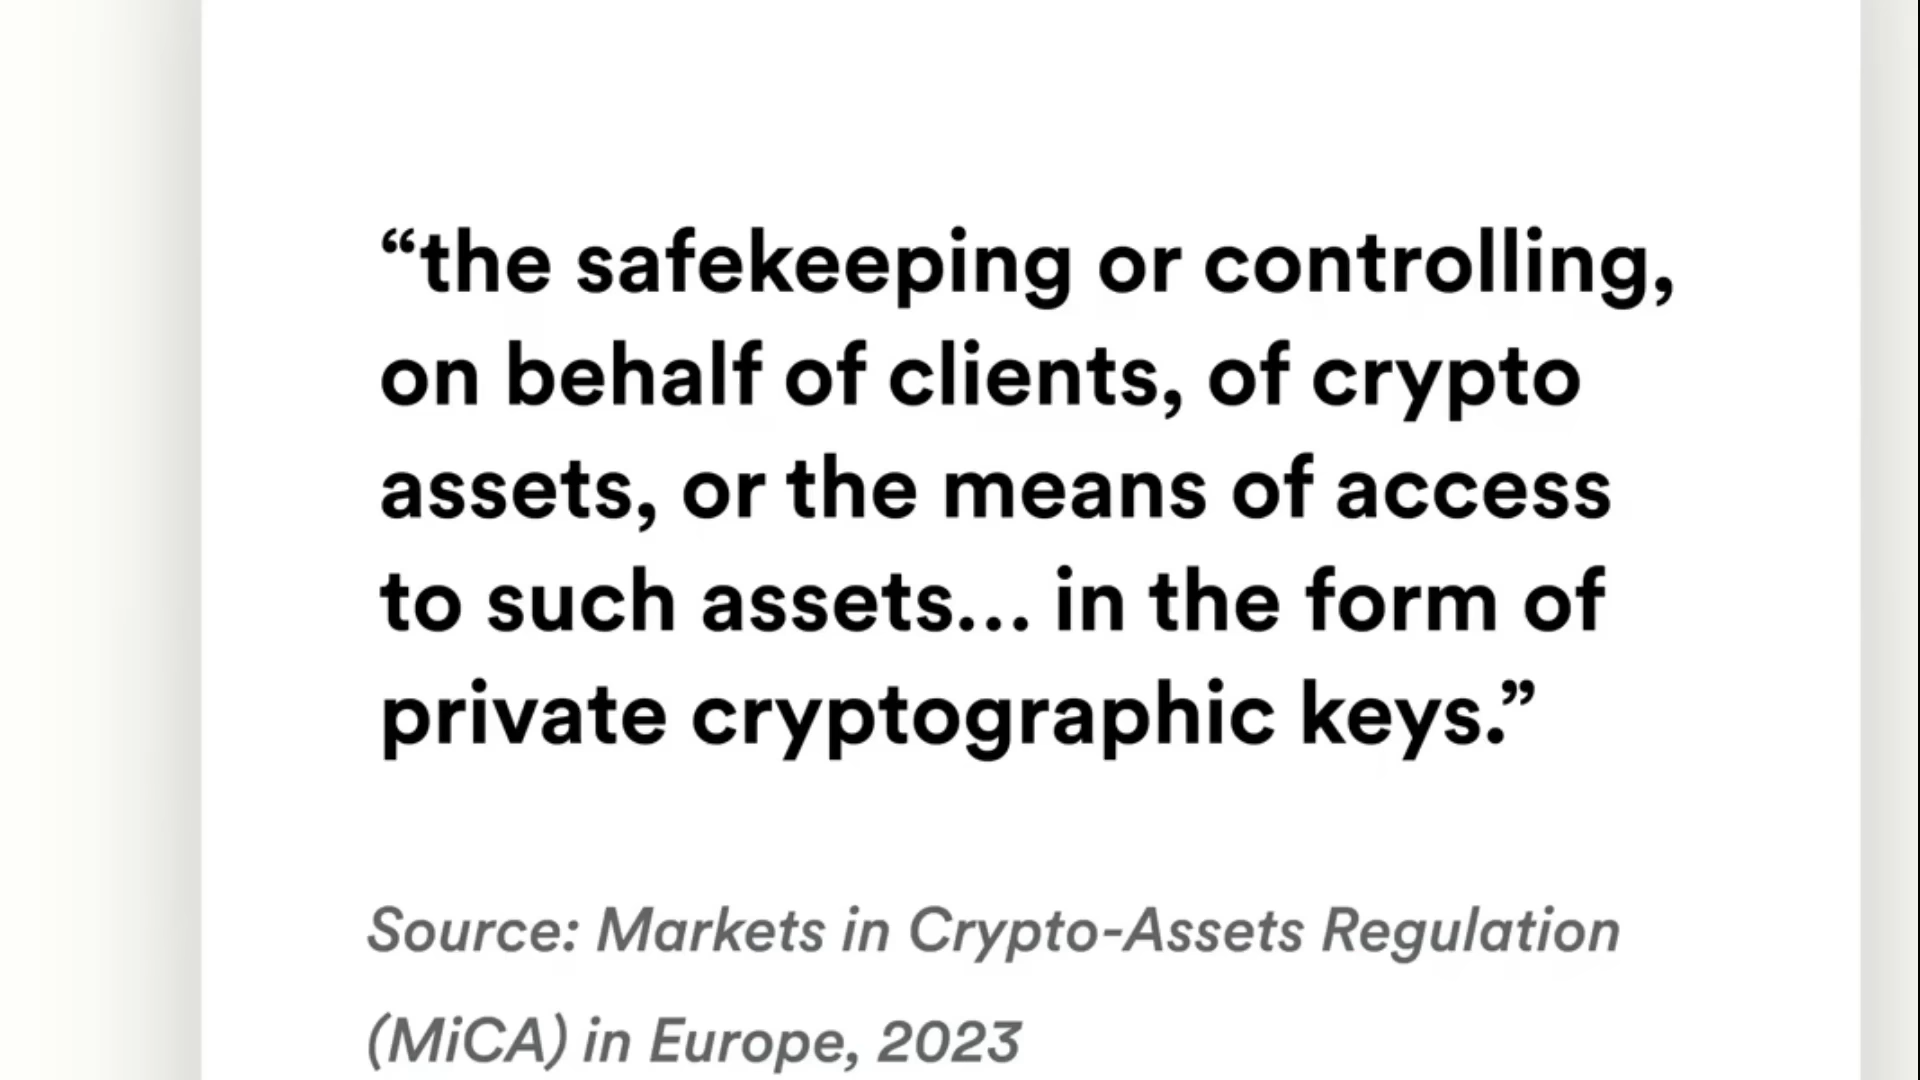 “the safekeeping or controlling,
on behalf of clients, of crypto
assets, or the means of access
to such assets... in the form of
private cryptographic keys.”
Source: Markets in Crypto-Assets Regulation
(MiCA) in Europe, 2023